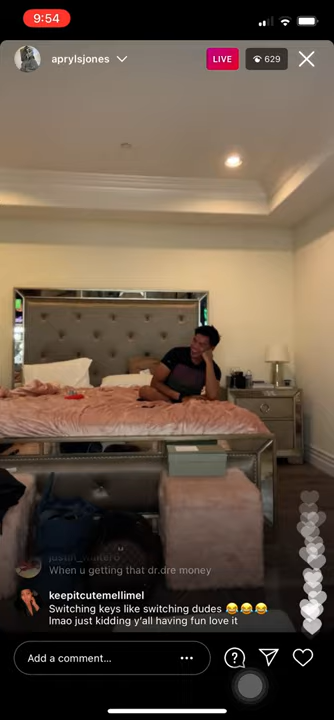 9:54
aprylsjones
LIVE
629
When u getting that dr.dre money
keepitcutemellimel
Switching keys like switching dudes 😂😂😂
lmao just kidding y'all having fun love it
Add a comment...